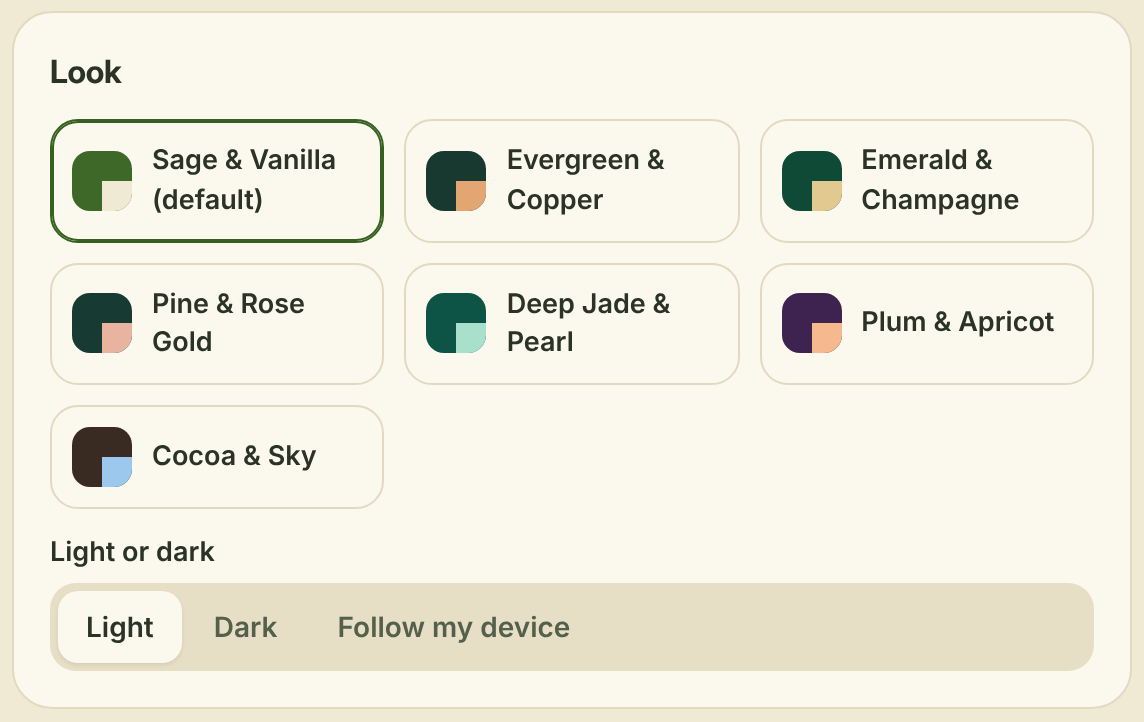 Look
Sage & Vanilla
(default)
Evergreen &
Copper
Emerald &
Champagne
Pine & Rose
Gold
Deep Jade &
Pearl
Plum & Apricot
Cocoa & Sky
Light or dark
Light
Dark
Follow my device